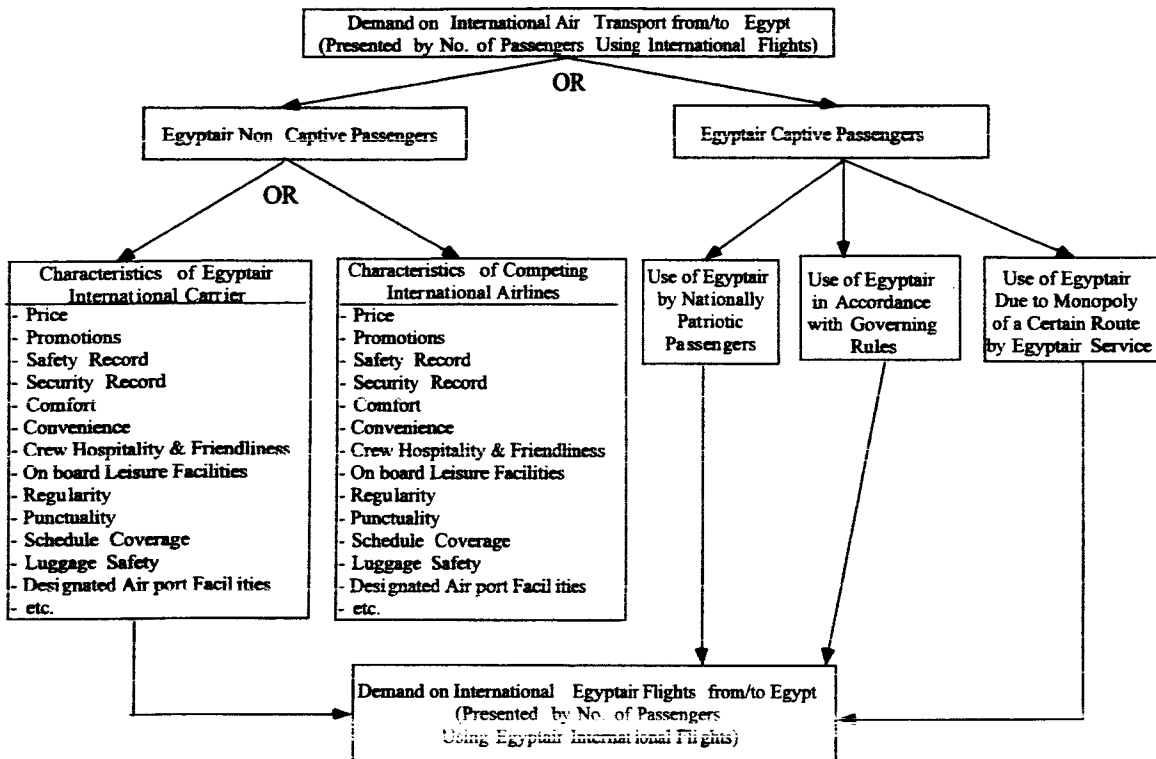 Demand on International Air Transport from/to Egypt
(Presented by No. of Passengers Using International Flights)
OR
Egyptair Non Captive Passengers
Egyptair Captive Passengers
OR
Characteristics of Egyptair
International Carrier
- Price
- Promotions
- Safety Record
- Security Record
- Comfort
- Convenience
- Crew Hospitality & Friendliness
- On board Leisure Facilities
- Regularity
- Punctuality
- Schedule Coverage
- Luggage Safety
- Designated Air port Facilities
- etc.
Characteristics of Competing
International Airlines
- Price
- Promotions
- Safety Record
- Security Record
- Comfort
- Convenience
- Crew Hospitality & Friendliness
- On board Leisure Facilities
- Regularity
- Punctuality
- Schedule Coverage
- Luggage Safety
- Designated Air port Facilities
- etc.
Use of Egyptair
by Nationally
Patriotic
Passengers
Use of Egyptair
in Accordance
with Governing
Rules
Use of Egyptair
Due to Monopoly
of a Certain Route
by Egyptair Service
Demand on International Egyptair Flights from/to Egypt
(Presented by No. of Passengers
Using Egyptair International Flights)